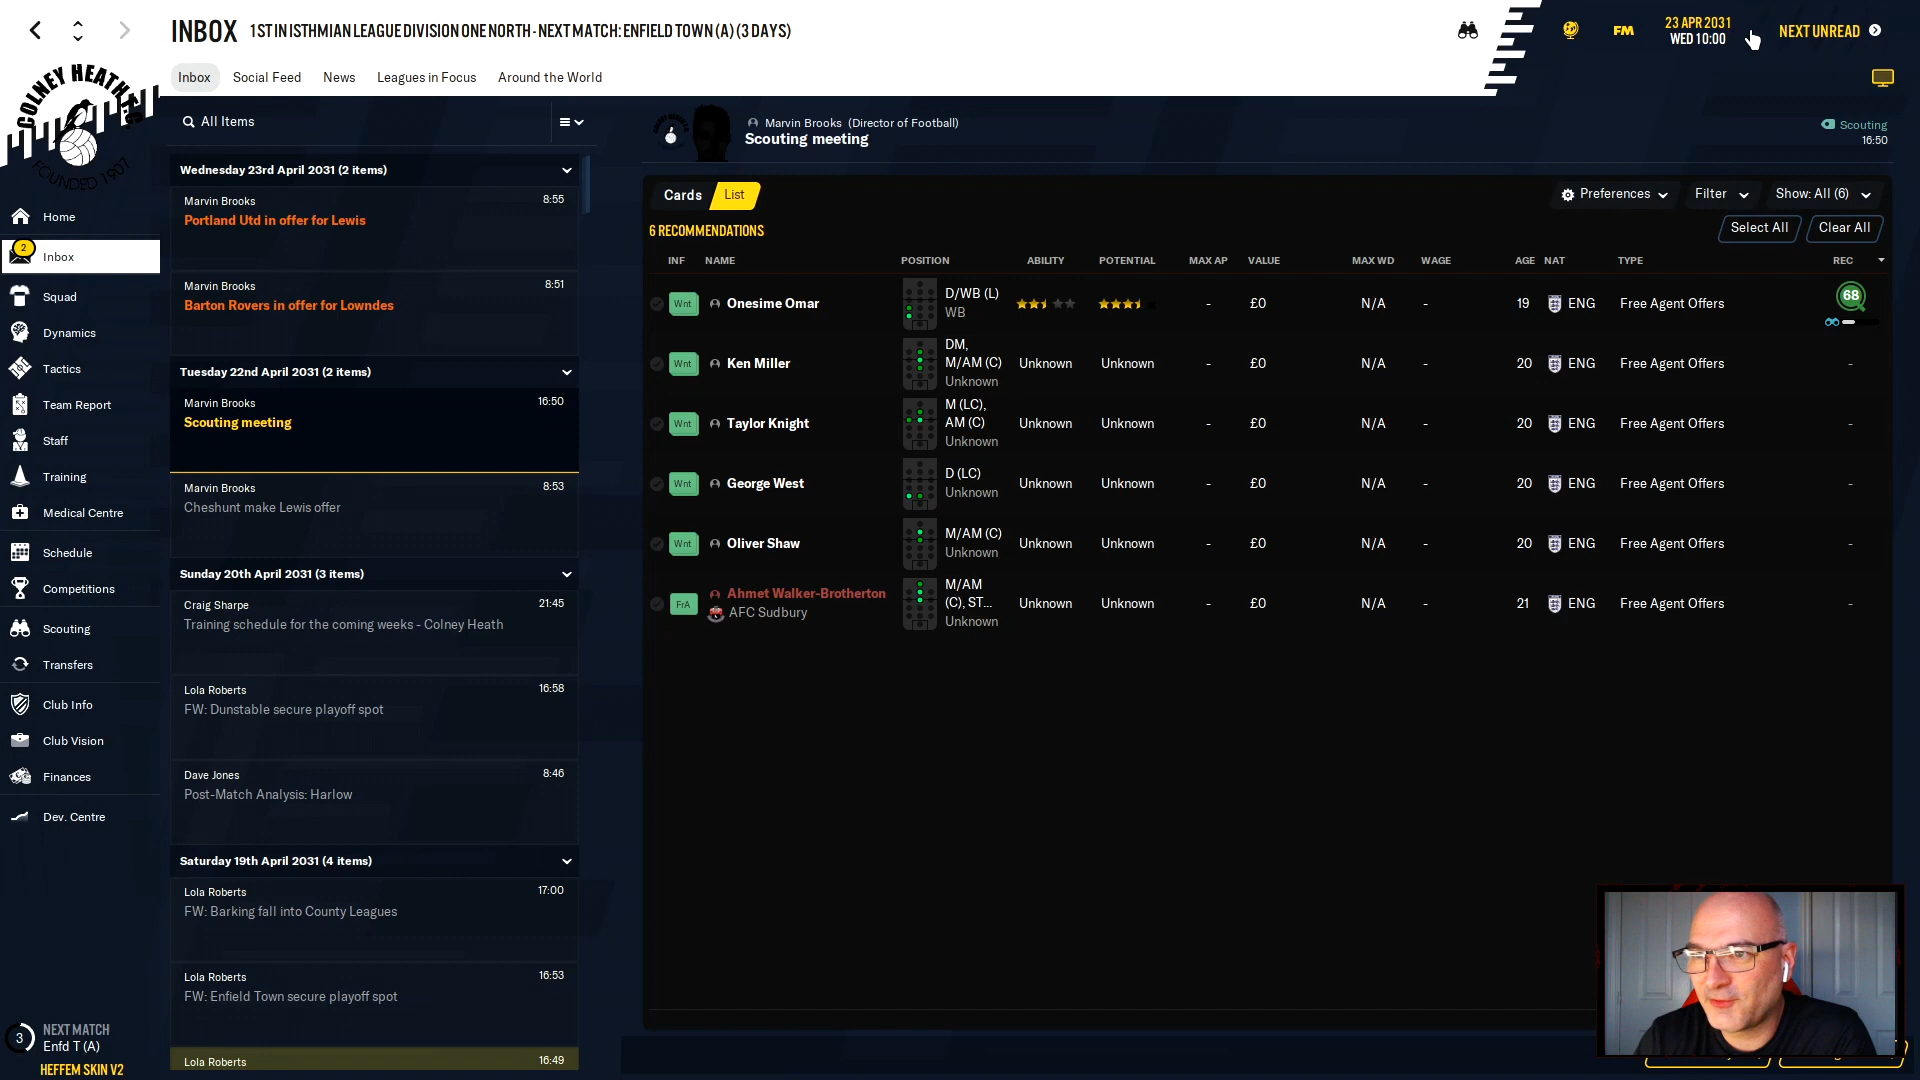 INBOX 1ST IN ISTHMIAN LEAGUE DIVISION ONE NORTH - NEXT MATCH: ENFIELD TOWN (A) (3 DAYS)
FM
23 APR 2031
WED 10:00
NEXT UNREAD
Inbox Social Feed News Leagues in Focus Around the World
COLNEY HEATH F.C.
FOUNDED 1907
Home
2
Inbox
Squad
Dynamics
Tactics
Team Report
Staff
Training
Medical Centre
Schedule
Competitions
Scouting
Transfers
Club Info
Club Vision
Finances
Dev. Centre
3
NEXT MATCH
Enfd T (A)
HEFFEM SKIN V2
All Items
Wednesday 23rd April 2031 (2 items)
Marvin Brooks 8:55
Portland Utd in offer for Lewis
Marvin Brooks 8:51
Barton Rovers in offer for Lowndes
Tuesday 22nd April 2031 (2 items)
Marvin Brooks 16:50
Scouting meeting
Marvin Brooks 8:53
Cheshunt make Lewis offer
Sunday 20th April 2031 (3 items)
Craig Sharpe 21:45
Training schedule for the coming weeks - Colney Heath
Lola Roberts 16:58
FW: Dunstable secure playoff spot
Dave Jones 8:46
Post-Match Analysis: Harlow
Saturday 19th April 2031 (4 items)
Lola Roberts 17:00
FW: Barking fall into County Leagues
Lola Roberts 16:53
FW: Enfield Town secure playoff spot
Lola Roberts 16:49
Marvin Brooks (Director of Football)
Scouting meeting
Scouting
16:50
Cards List
Preferences Filter Show: All (6)
6 RECOMMENDATIONS
Select All Clear All
INF NAME POSITION ABILITY POTENTIAL MAX AP VALUE MAX WD WAGE AGE NAT TYPE REC
Wnt Onesime Omar D/WB (L) WB - £0 N/A - 19 ENG Free Agent Offers 68
Wnt Ken Miller DM, M/AM (C) Unknown Unknown Unknown - £0 N/A - 20 ENG Free Agent Offers -
Wnt Taylor Knight M (LC), AM (C) Unknown Unknown Unknown - £0 N/A - 20 ENG Free Agent Offers -
Wnt George West D (LC) Unknown Unknown Unknown - £0 N/A - 20 ENG Free Agent Offers -
Wnt Oliver Shaw M/AM (C) Unknown Unknown Unknown - £0 N/A - 20 ENG Free Agent Offers -
FrA Ahmet Walker-Brotherton AFC Sudbury M/AM (C), ST... Unknown Unknown Unknown - £0 N/A - 21 ENG Free Agent Offers -